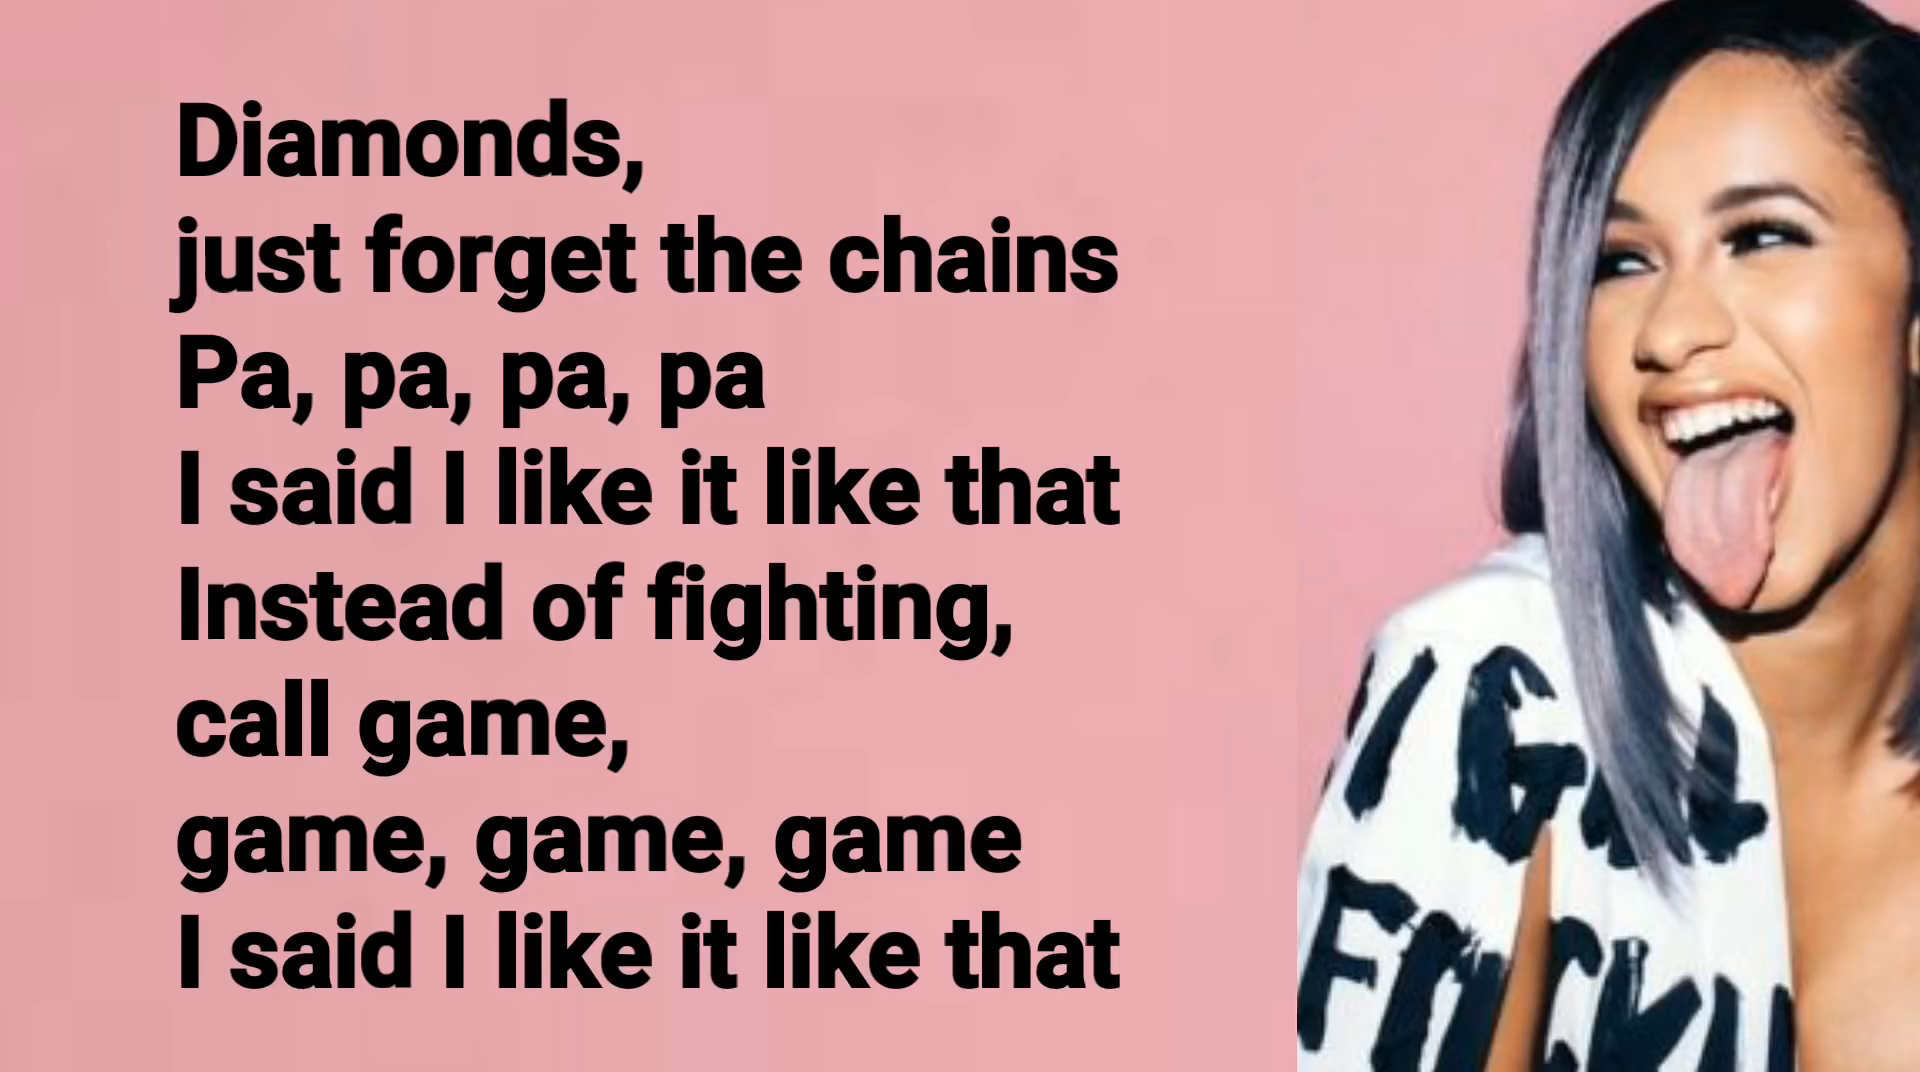 Diamonds,
just forget the chains
Pa, pa, pa, pa
I said I like it like that
Instead of fighting,
call game,
game, game, game
I said I like it like that
I